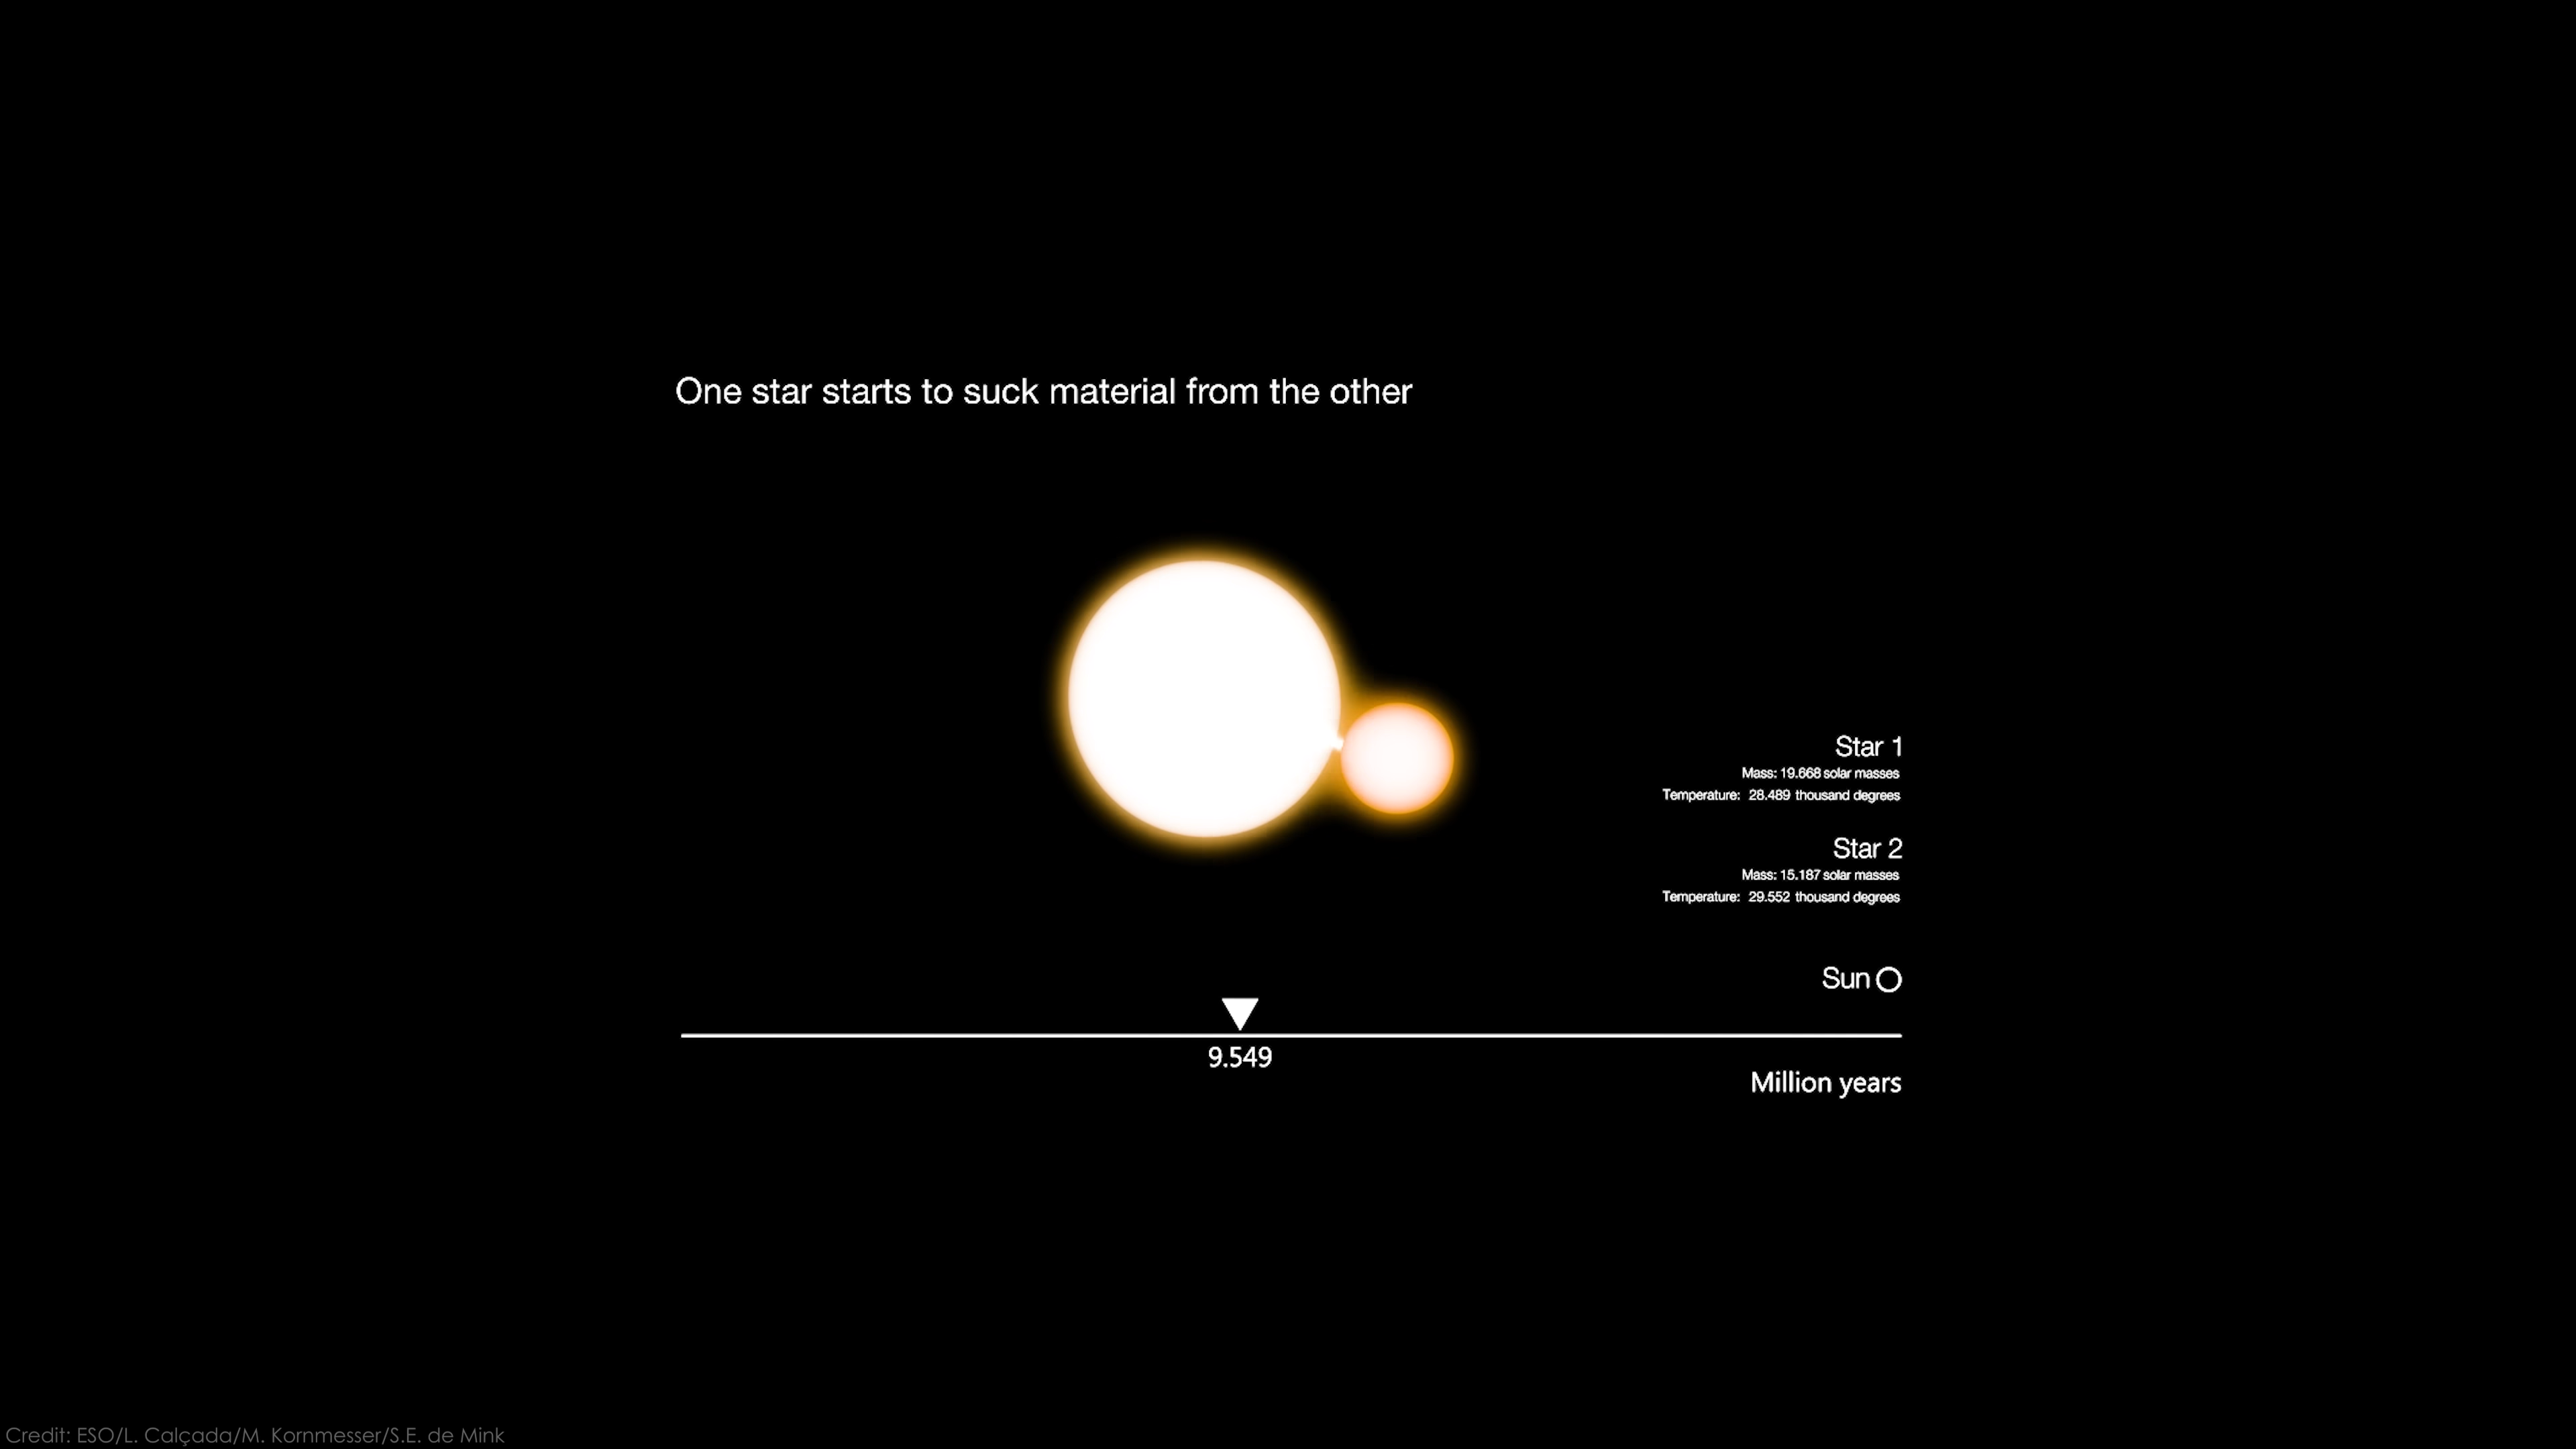 One star starts to suck material from the other
Star 1
Mass: 19.668 solar masses
Temperature: 28.489 thousand degrees
Star 2
Mass: 15.187 solar masses
Temperature: 29.552 thousand degrees
Sun
9.549
Million years
Credit: ESO/L. Calçada/M. Kornmesser/S.E. de Mink